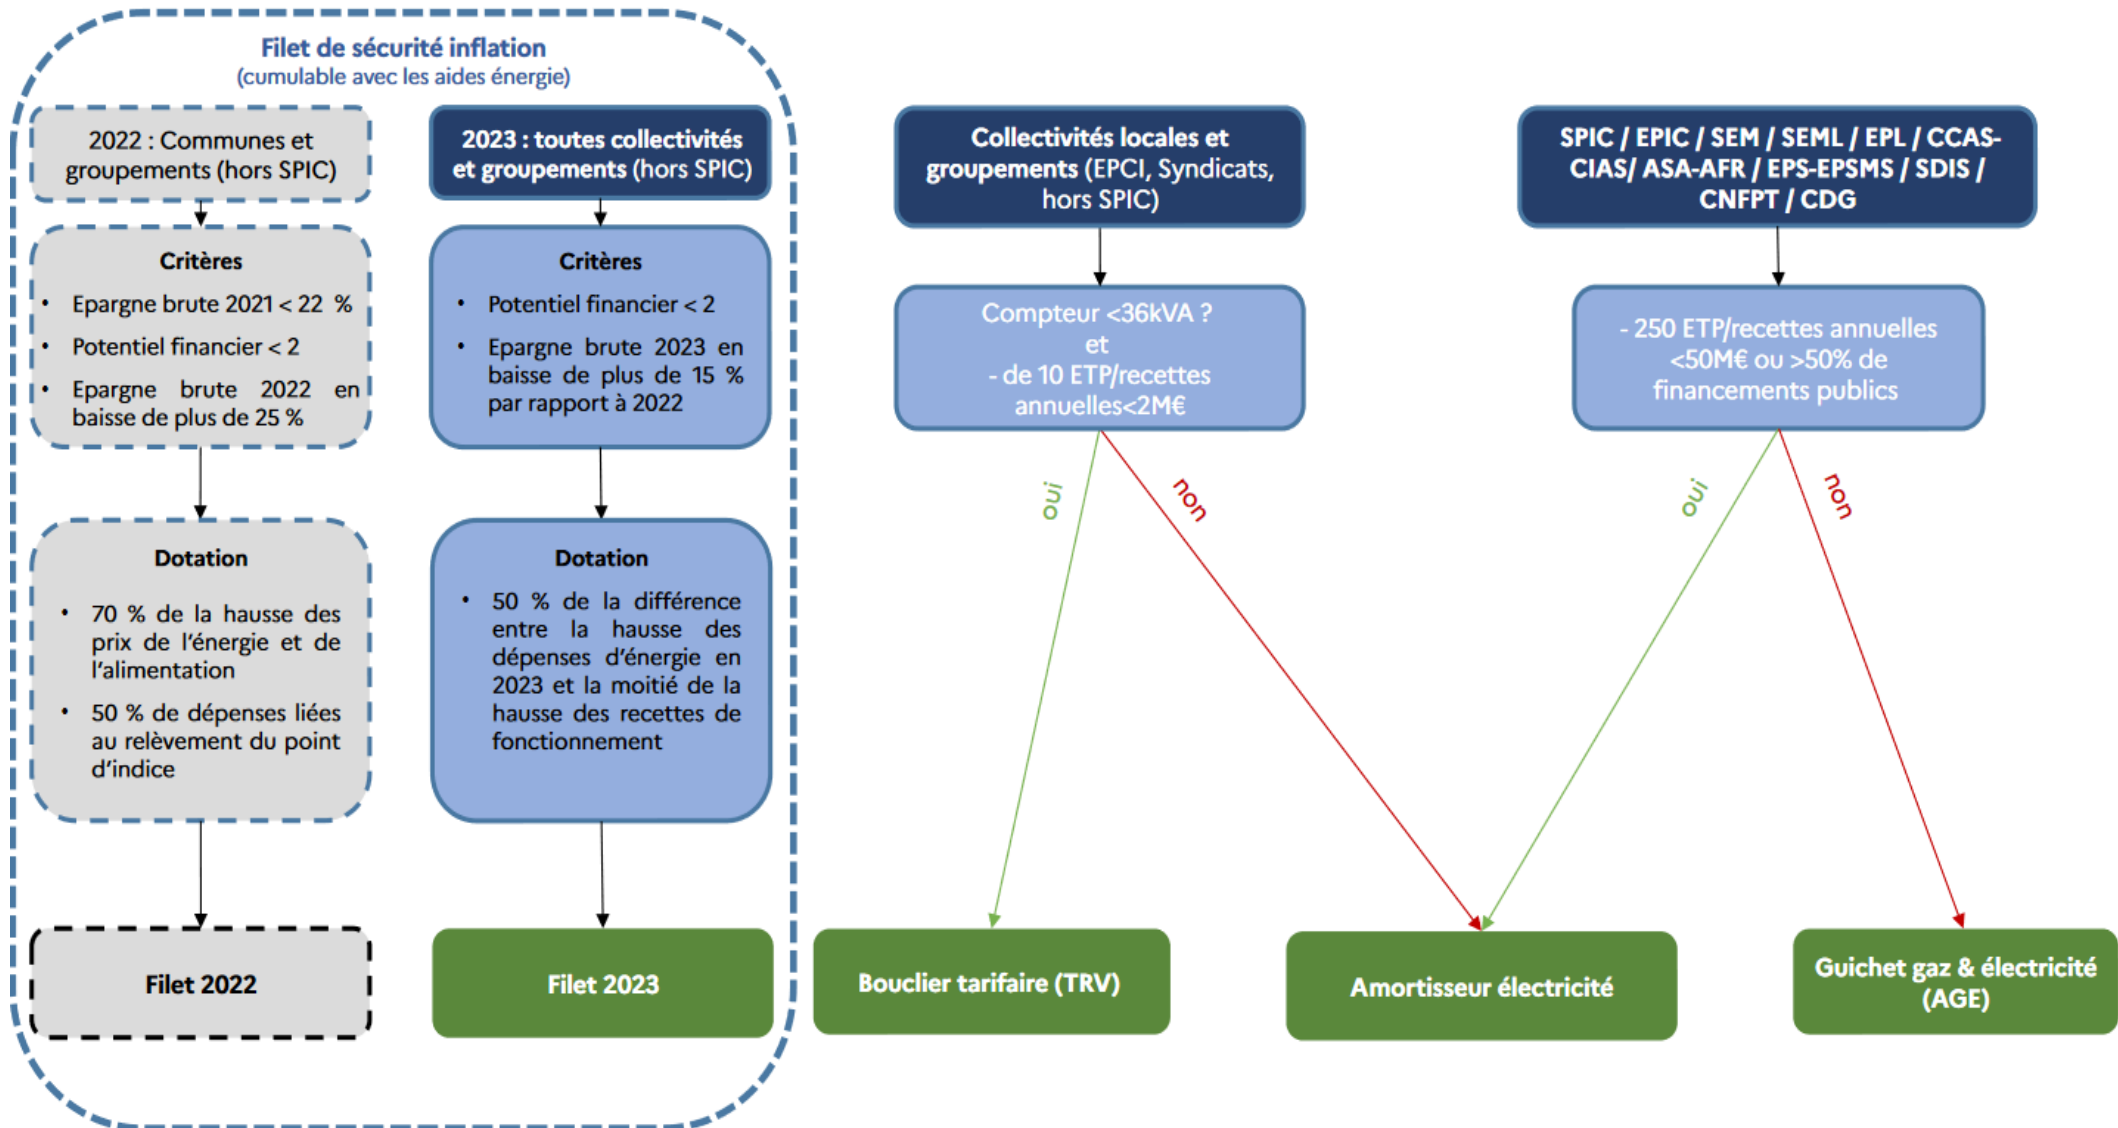 Filet de sécurité inflation
(cumulable avec les aides énergie)
2022 : Communes et
groupements (hors SPIC)
Critères
• Epargne brute 2021 < 22 %
• Potentiel financier < 2
• Epargne brute 2022 en
baisse de plus de 25 %
Dotation
• 70 % de la hausse des
prix de l'énergie et de
l'alimentation
• 50 % de dépenses liées
au relèvement du point
d'indice
Filet 2022
2023 : toutes collectivités
et groupements (hors SPIC)
Critères
• Potentiel financier < 2
• Epargne brute 2023 en
baisse de plus de 15 %
par rapport à 2022
Dotation
• 50 % de la différence
entre la hausse des
dépenses d'énergie en
2023 et la moitié de la
hausse des recettes de
fonctionnement
Filet 2023
Collectivités locales et
groupements (EPCI, Syndicats,
hors SPIC)
Compteur <36kVA ?
et
- de 10 ETP/recettes
annuelles<2M€
oui
non
Bouclier tarifaire (TRV)
SPIC / EPIC / SEM / SEML / EPL / CCAS-
CIAS/ ASA-AFR / EPS-EPSMS / SDIS /
CNFPT / CDG
- 250 ETP/recettes annuelles
<50M€ ou >50% de
financements publics
oui
non
Amortisseur électricité
Guichet gaz & électricité
(AGE)